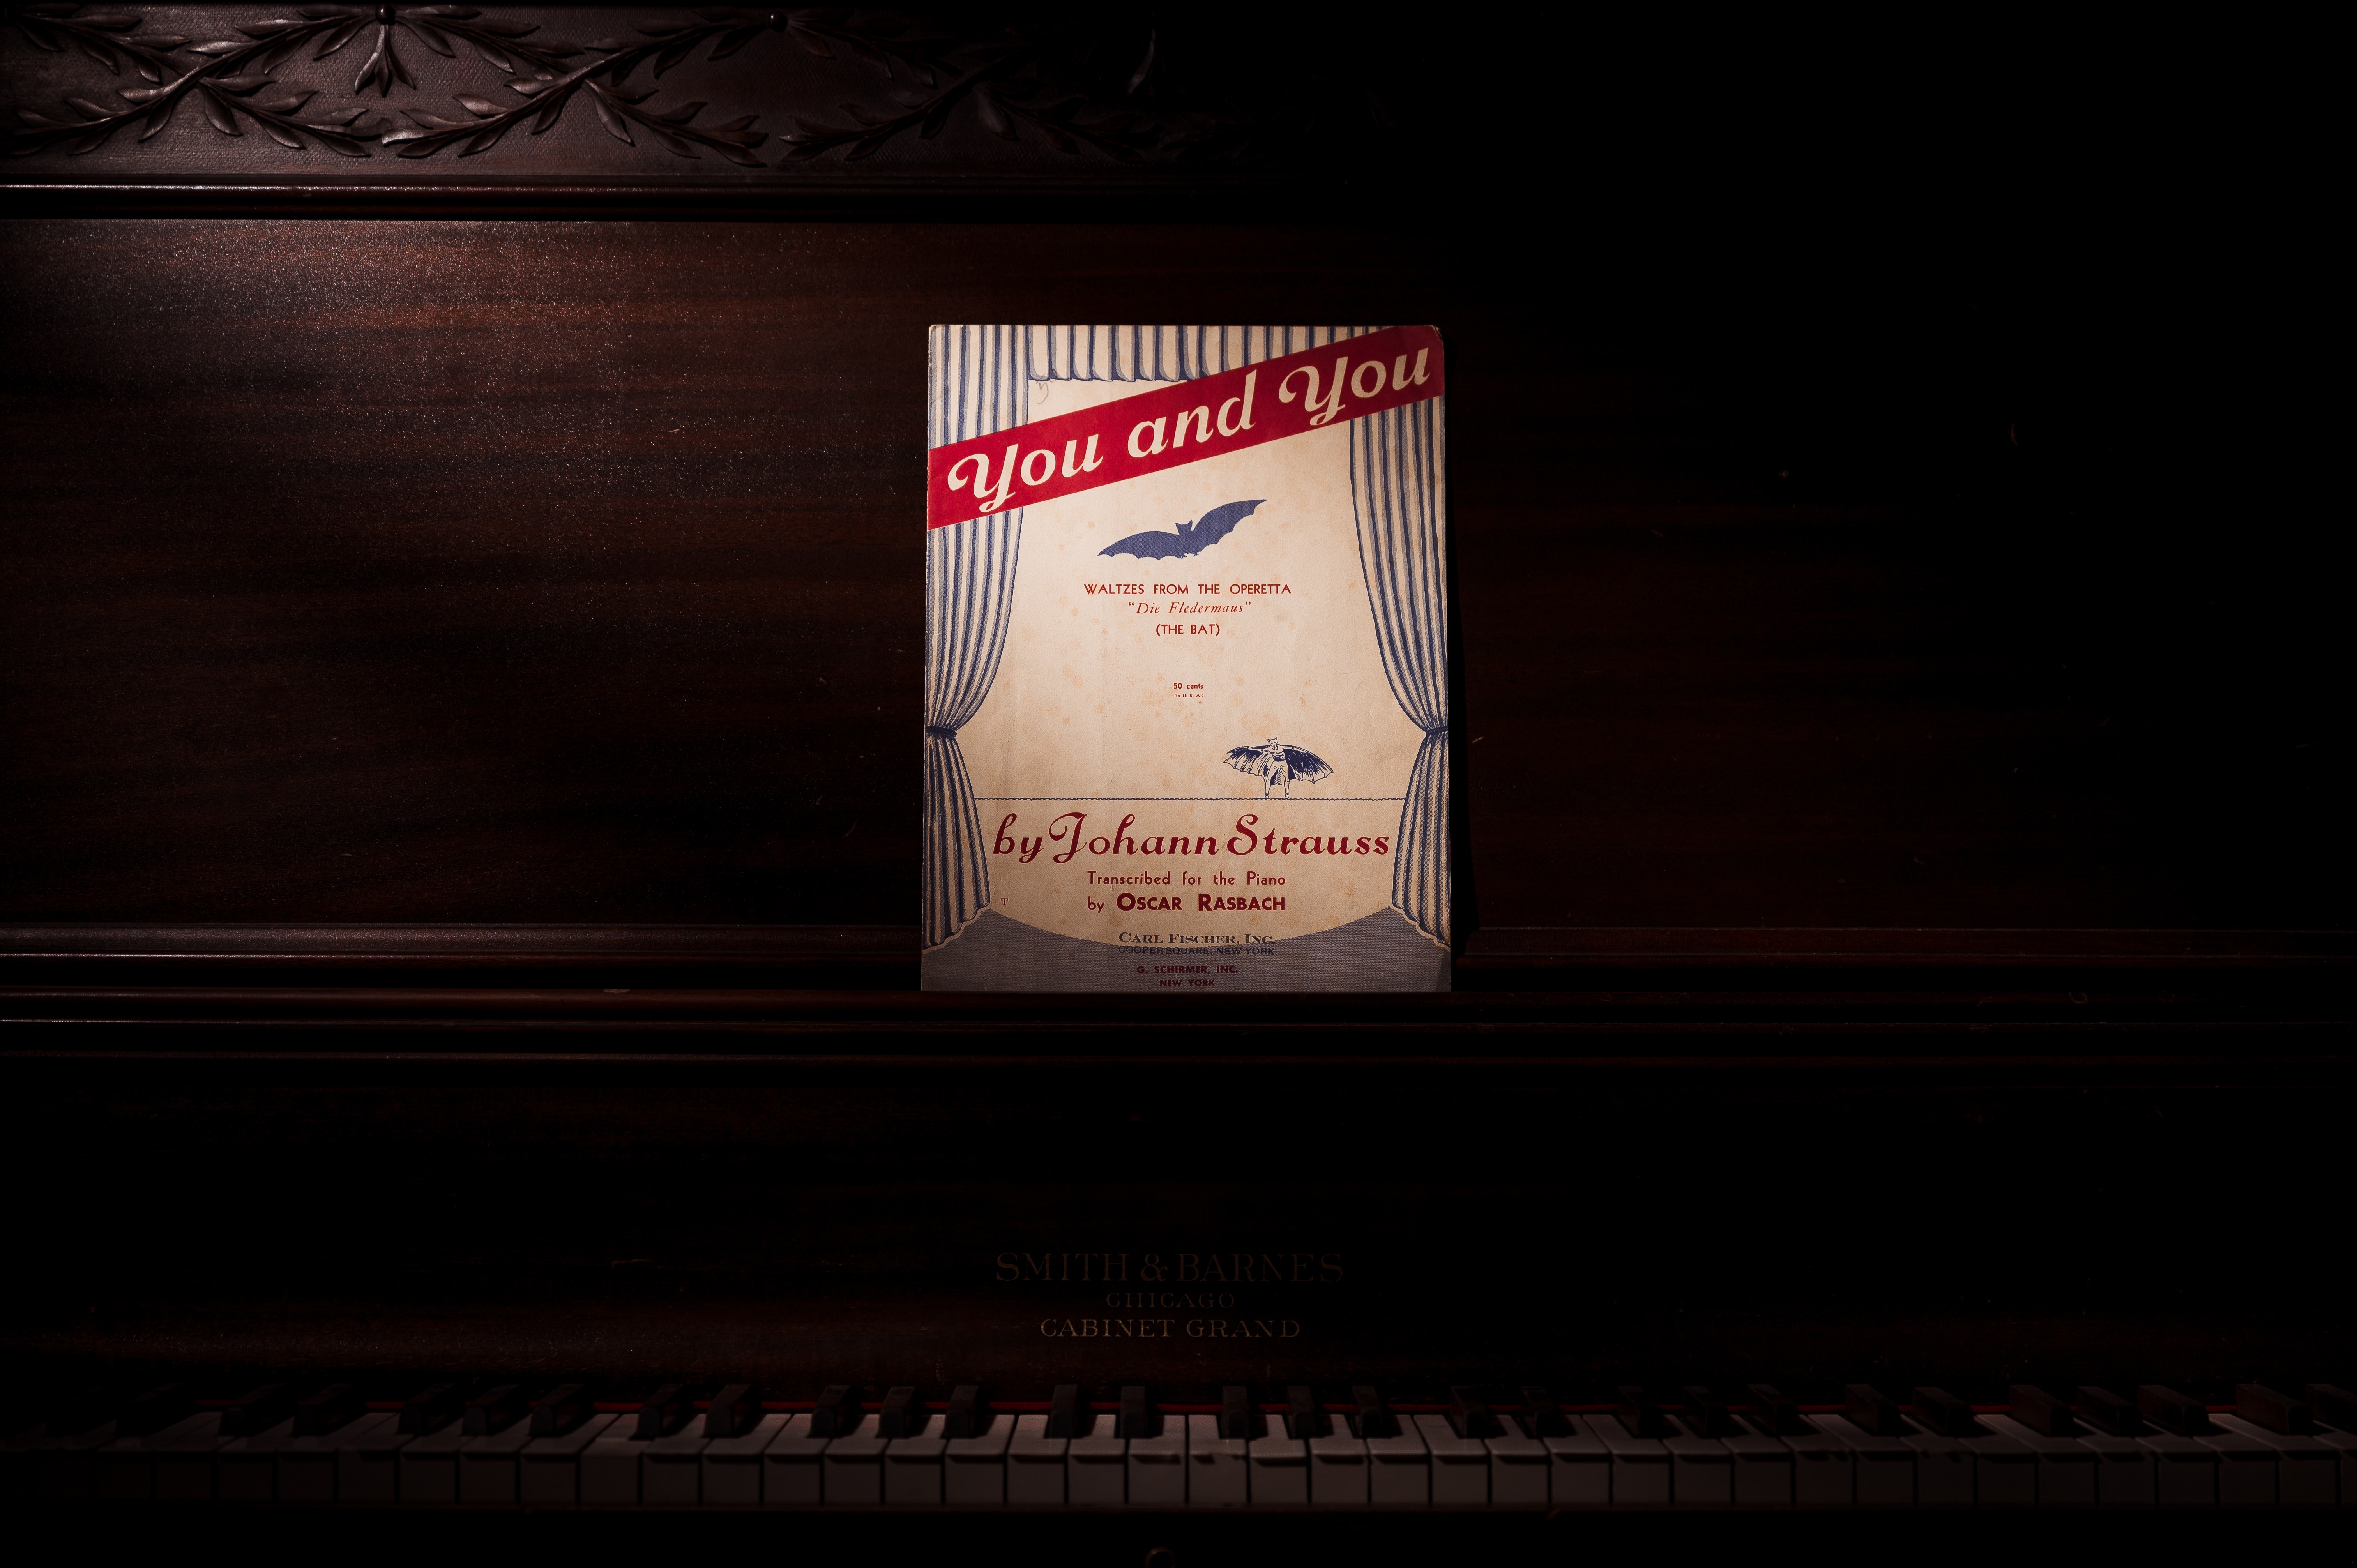 You and You
WALTZES FROM THE OPERETTA
"Die Fledermaus"
(THE BAT)
50 cents
(In U. S. A.)
by Johann Strauss
Transcribed for the Piano
by OSCAR RASBACH
T
CARL FISCHER, INC.
COOPER SQUARE, NEW YORK
G. SCHIRMER, INC.
NEW YORK
SMITH & BARNES
CHICAGO
CABINET GRAND